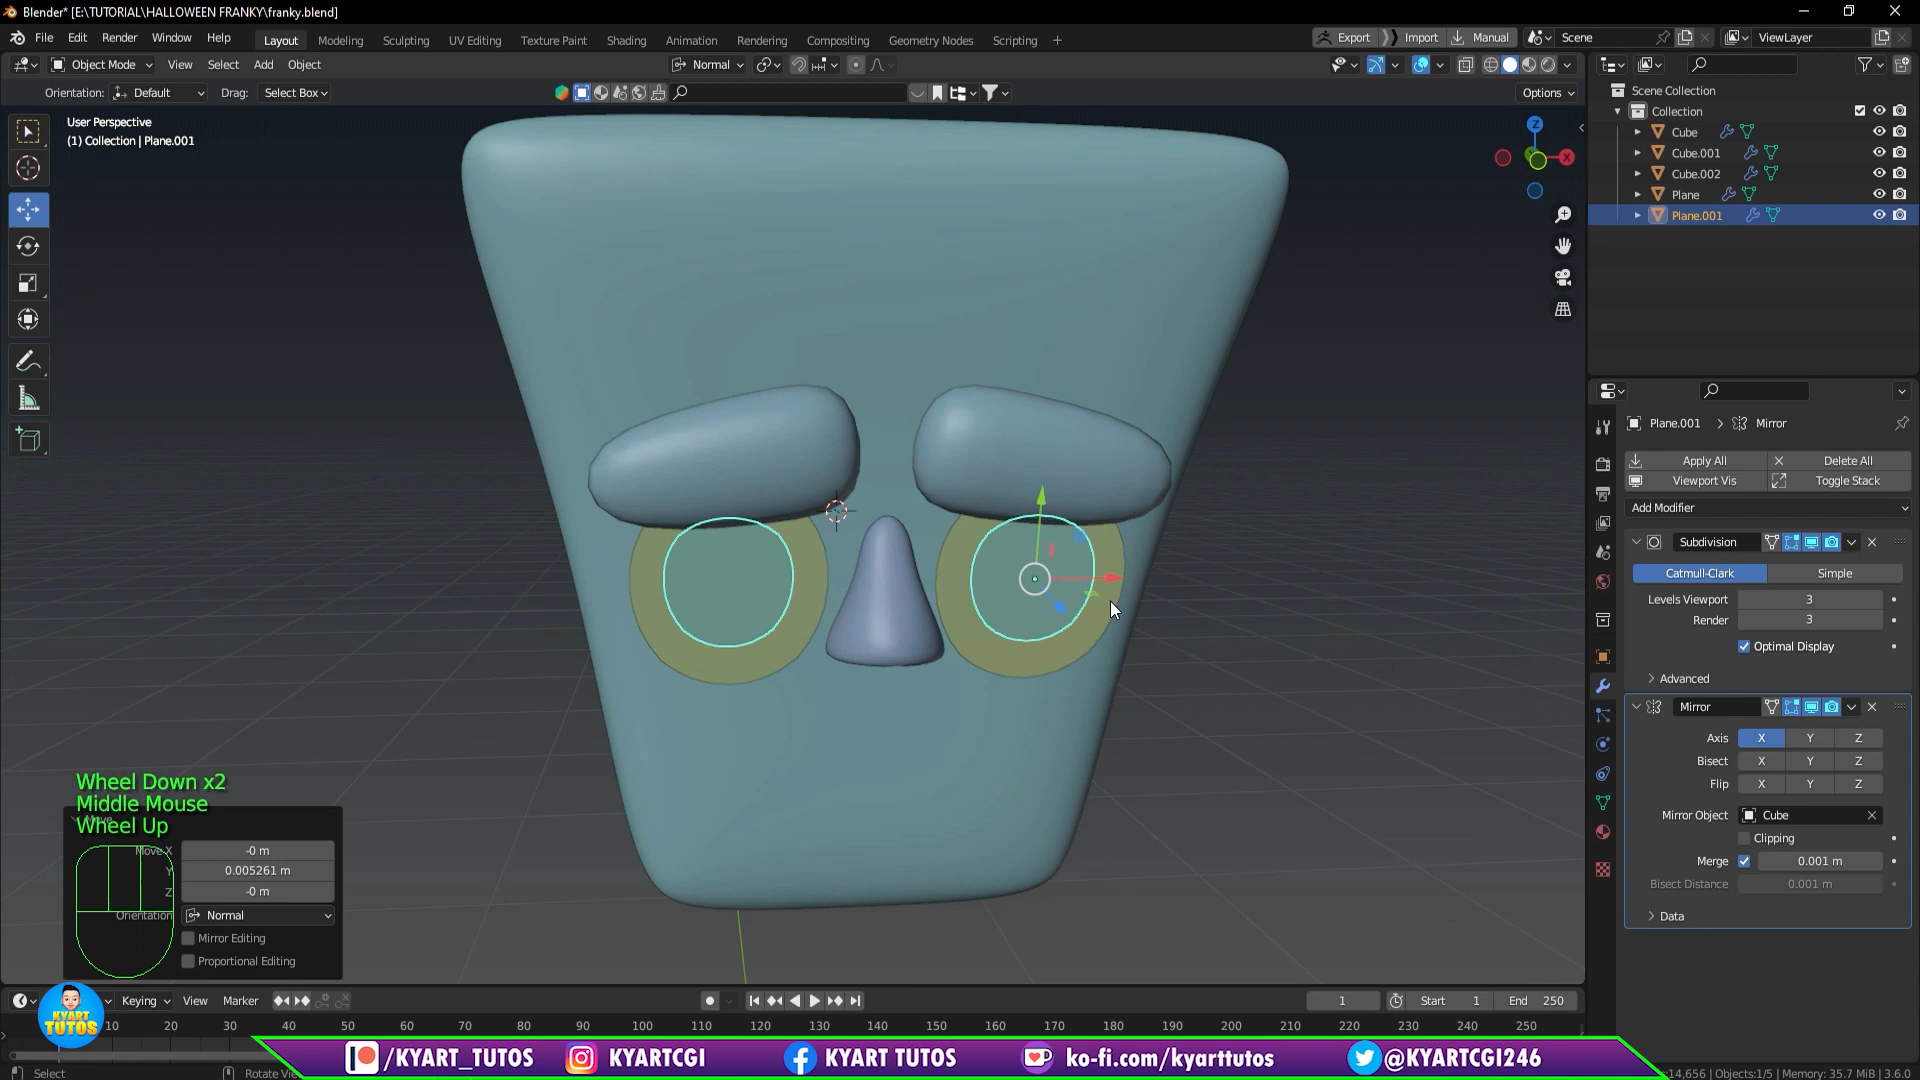 Blender* [E:\TUTORIAL\HALLOWEEN FRANKY\franky.blend]
File Edit Render Window Help
Layout Modeling Sculpting UV Editing Texture Paint Shading Animation Rendering Compositing Geometry Nodes Scripting +
Export Import Manual Scene ViewLayer
Object Mode View Select Add Object Normal
Orientation: Default Drag: Select Box Options
User Perspective
(1) Collection | Plane.001
Z
X
Scene Collection
Collection
Cube
Cube.001
Cube.002
Plane
Plane.001
Plane.001 > Mirror
Apply All Delete All
Viewport Vis Toggle Stack
Add Modifier
Subdivision
Catmull-Clark Simple
Levels Viewport 3
Render 3
Optimal Display
Advanced
Mirror
Axis X Y Z
Bisect X Y Z
Flip X Y Z
Mirror Object Cube
Clipping
Merge 0.001 m
Bisect Distance 0.001 m
Data
Wheel Down x2
Middle Mouse
Wheel Up
Move X -0 m
Y 0.005261 m
Z -0 m
Orientation Normal
Mirror Editing
Proportional Editing
Keying View Marker 1 Start 1 End 250
KYART TUTOS
10 20 30 40 50 60 70 80 90 100 110 120 130 140 150 160 170 180 190 200 210 220 230 240 250
/KYART_TUTOS KYARTCGI KYART TUTOS ko-fi.com/kyarttutos @KYARTCGI246
Select Rotate Vie :14,656 | Objects:1/5 | Memory: 35.7 MiB | 3.6.0